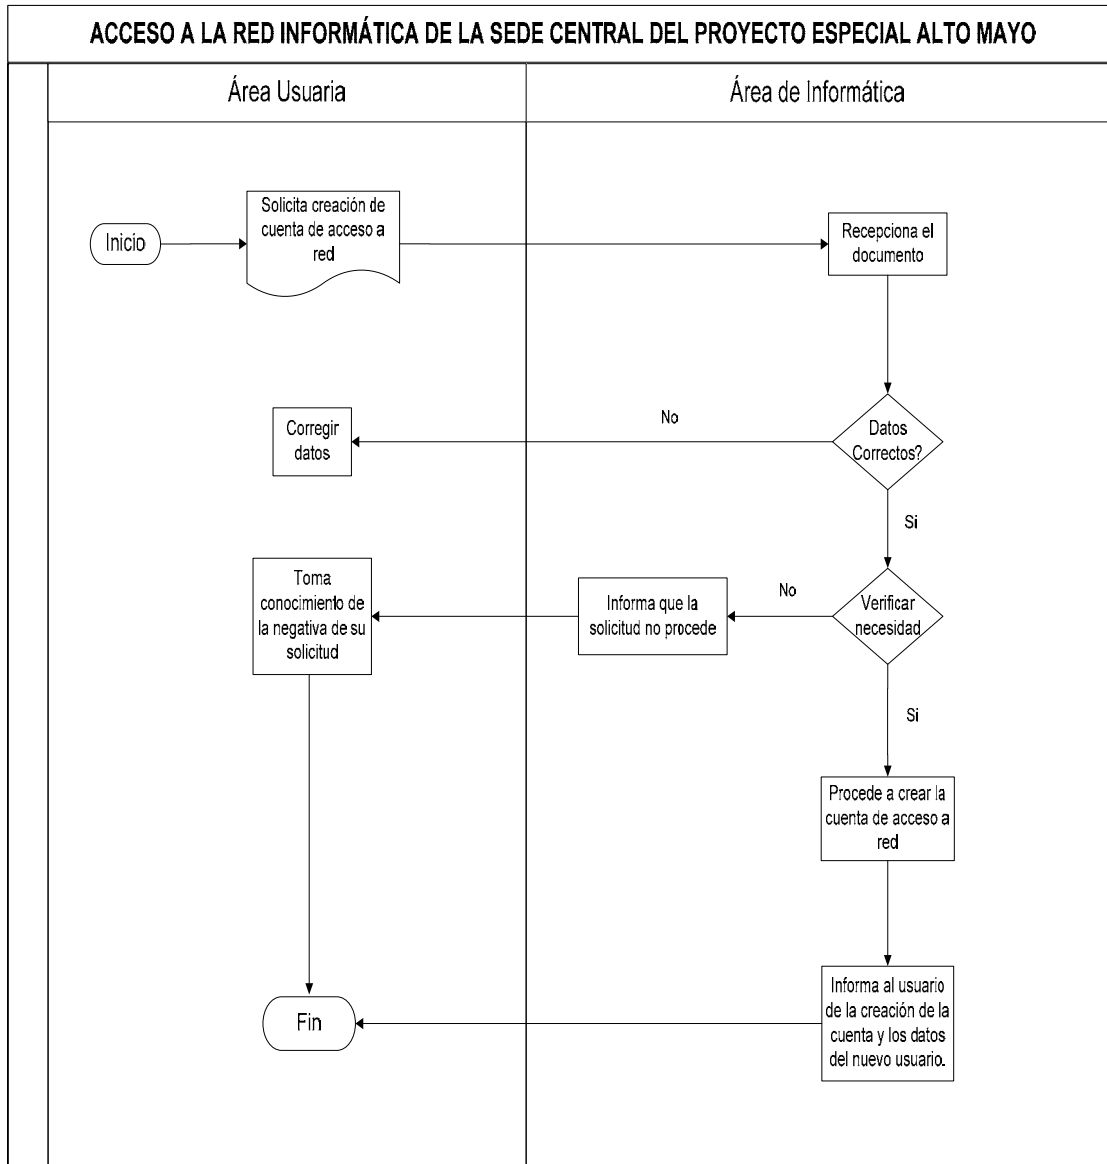 ACCESO A LA RED INFORMÁTICA DE LA SEDE CENTRAL DEL PROYECTO ESPECIAL ALTO MAYO
Área Usuaria
Área de Informática
Inicio
Solicita creación de
cuenta de acceso a
red
Recepciona el
documento
Corregir
datos
No
Datos
Correctos?
Si
Toma
conocimiento de
la negativa de su
solicitud
Informa que la
solicitud no procede
No
Verificar
necesidad
Si
Procede a crear la
cuenta de acceso a
red
Fin
Informa al usuario
de la creación de la
cuenta y los datos
del nuevo usuario.